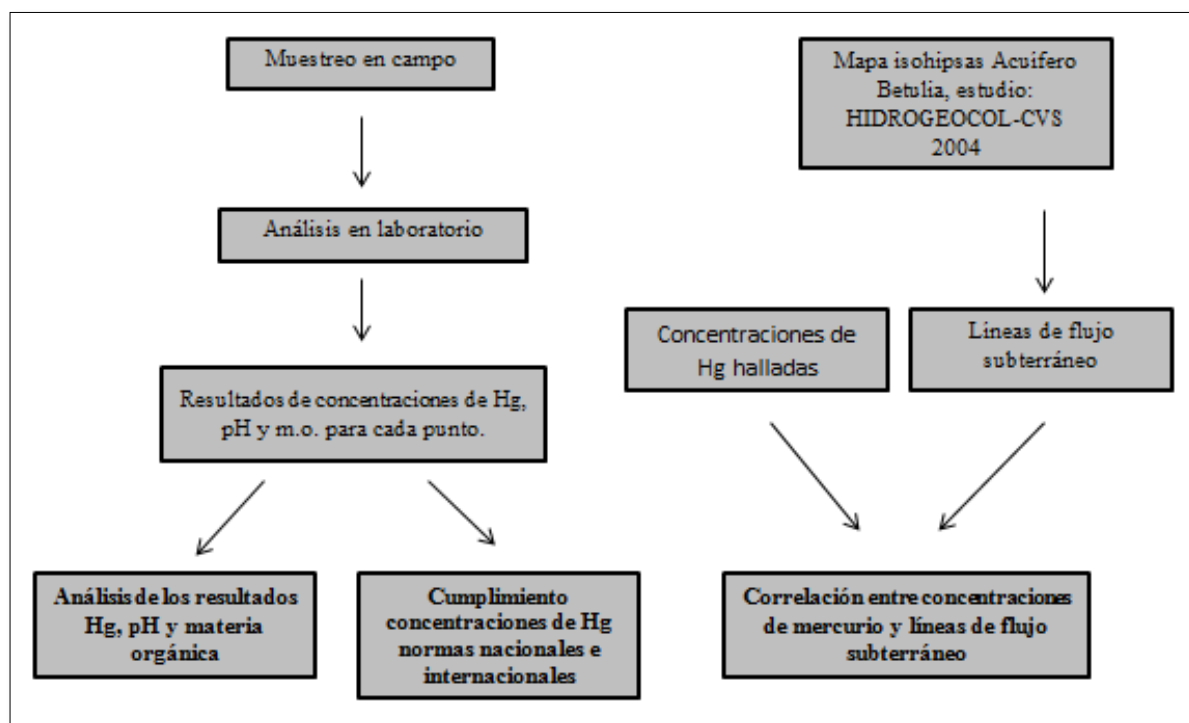 Muestreo en campo
Análisis en laboratorio
Resultados de concentraciones de Hg,
pH y m.o. para cada punto.
Análisis de los resultados
Hg, pH y materia
orgánica
Cumplimiento
concentraciones de Hg
normas nacionales e
internacionales
Mapa isohipsas Acuífero
Betulia, estudio:
HIDROGEOCOL-CVS
2004
Concentraciones de
Hg halladas
Líneas de flujo
subterráneo
Correlación entre concentraciones
de mercurio y líneas de flujo
subterráneo